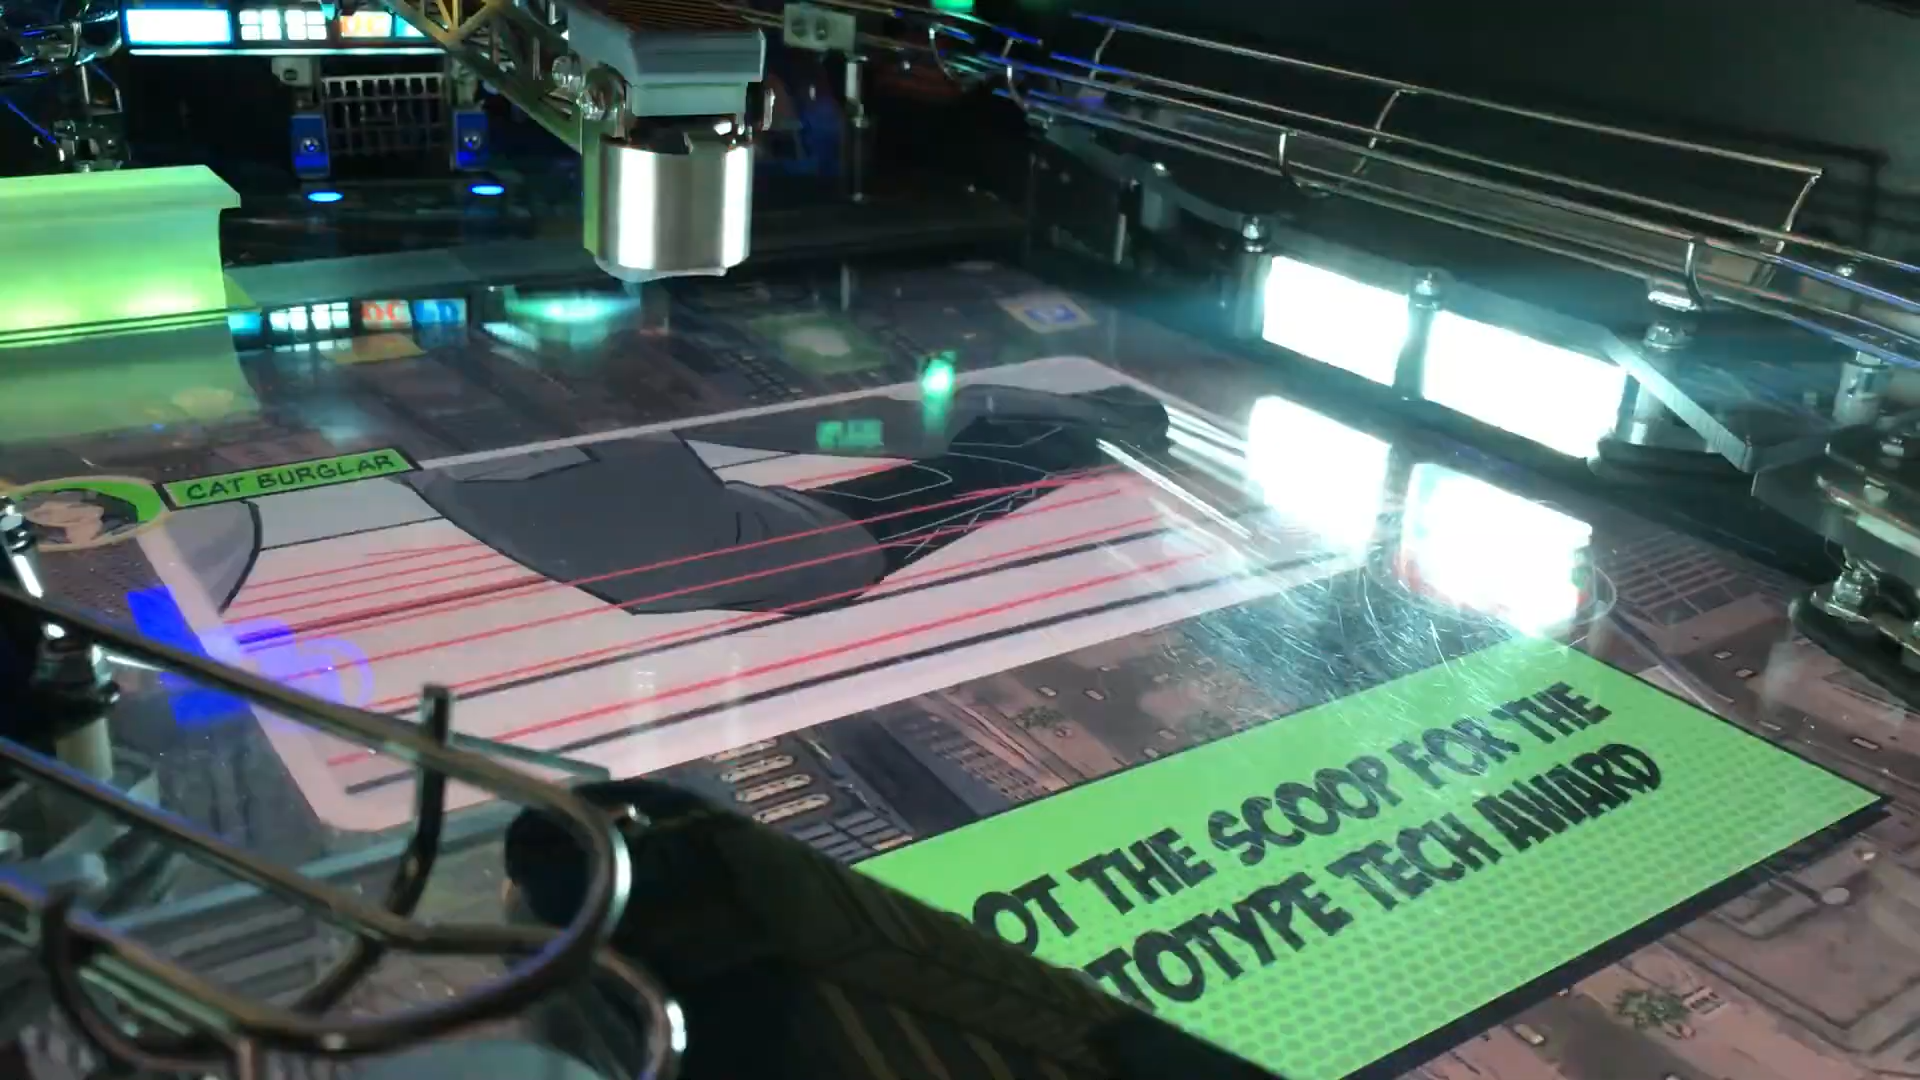 CAT BURGLAR
OT THE SCOOP FOR THE
TOTYPE TECH AWARD